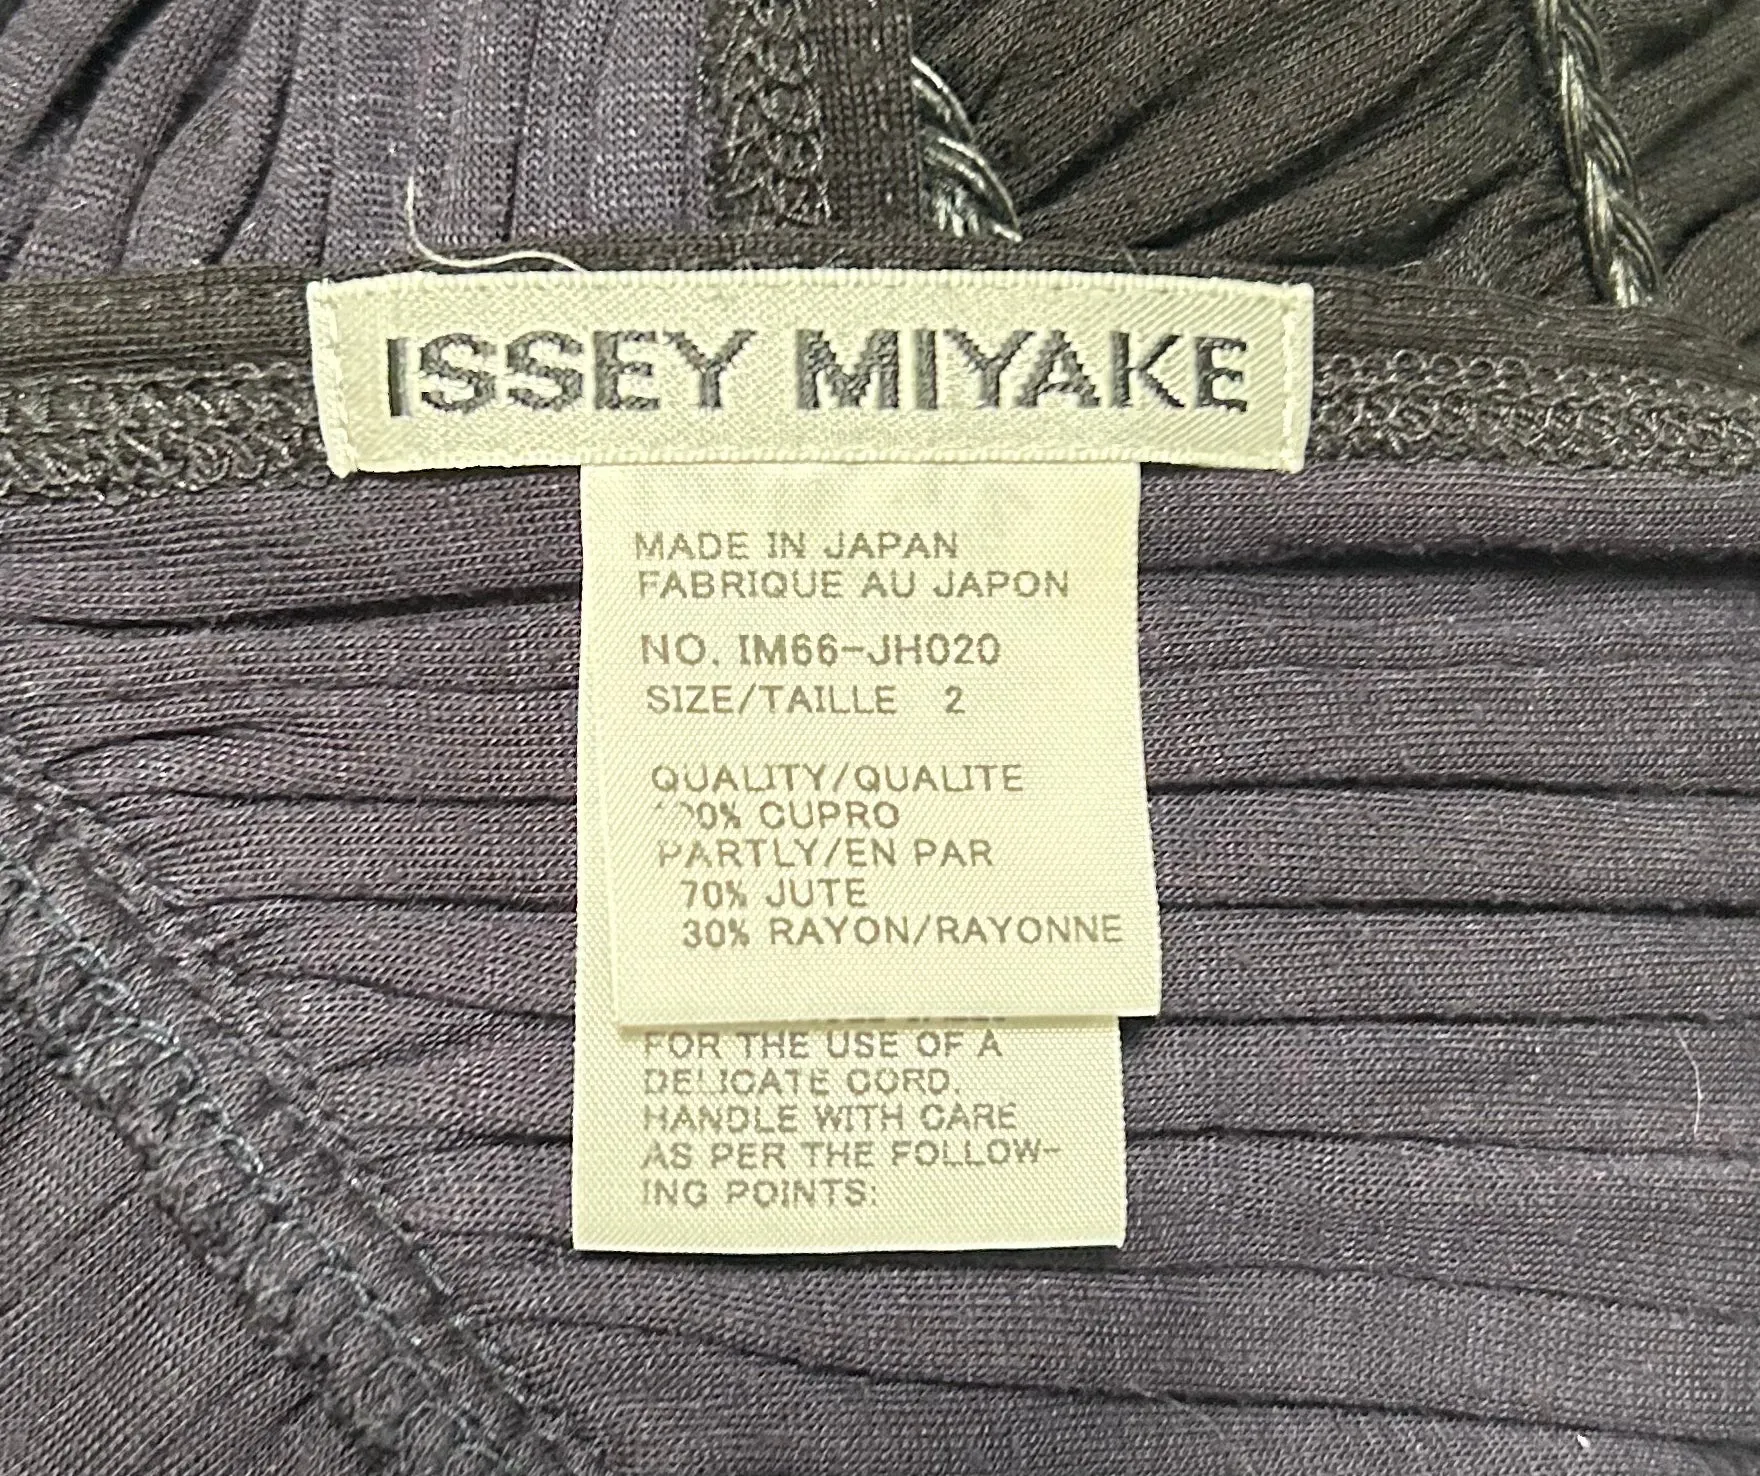 ISSEY MIYAKE
MADE IN JAPAN
FABRIQUE AU JAPON
NO. IM66-JH020
SIZE/TAILLE 2
QUALITY/QUALITE
100% CUPRO
PARTLY/EN PAR
70% JUTE
30% RAYON/RAYONNE
FOR THE USE OF A
DELICATE CORD.
HANDLE WITH CARE
AS PER THE FOLLOW-
ING POINTS: